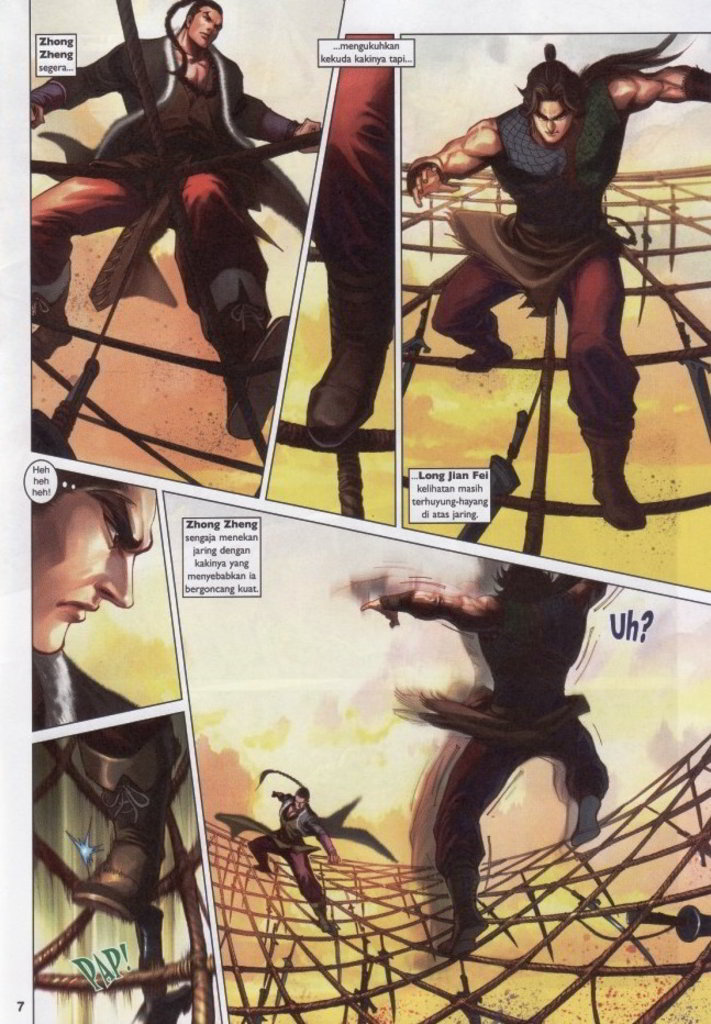 Zhong
Zheng
segera...
...mengukuhkan
kekuda kakinya tapi...
...Long Jian Fei
kelihatan masih
terhuyung-hayang
di atas jaring.
Heh
heh
heh!
...
Zhong Zheng
sengaja menekan
jaring dengan
kakinya yang
menyebabkan ia
bergoncang kuat.
Uh?
PAP!
7